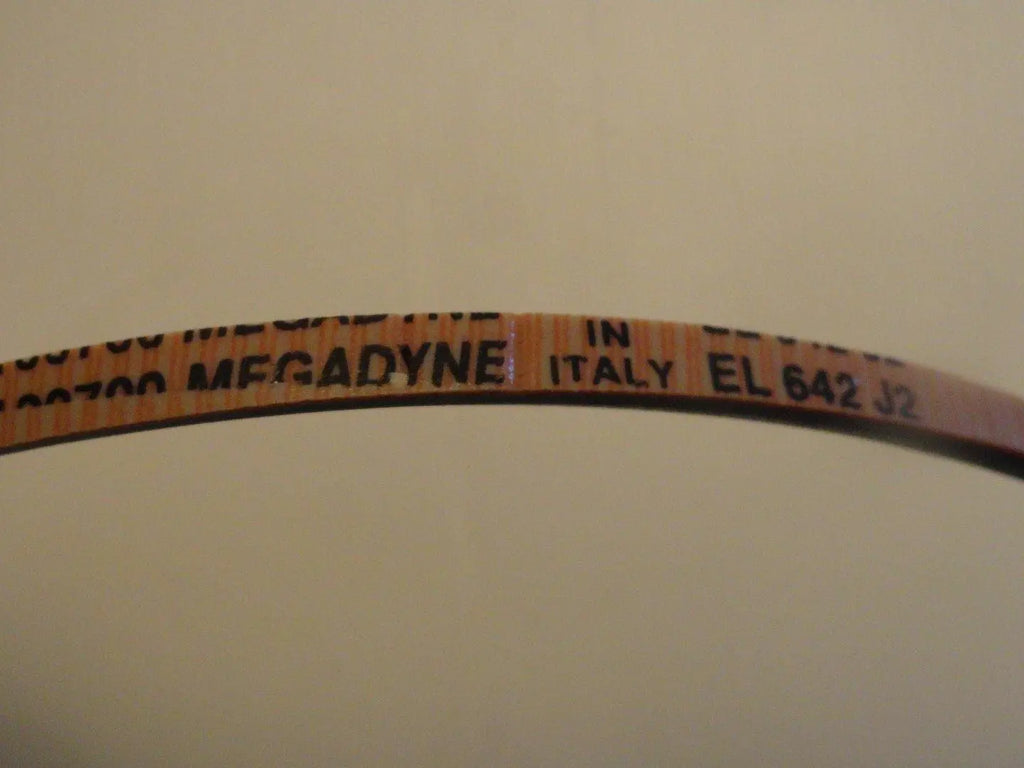 MEGADYNE
IN
ITALY
EL 642 J2